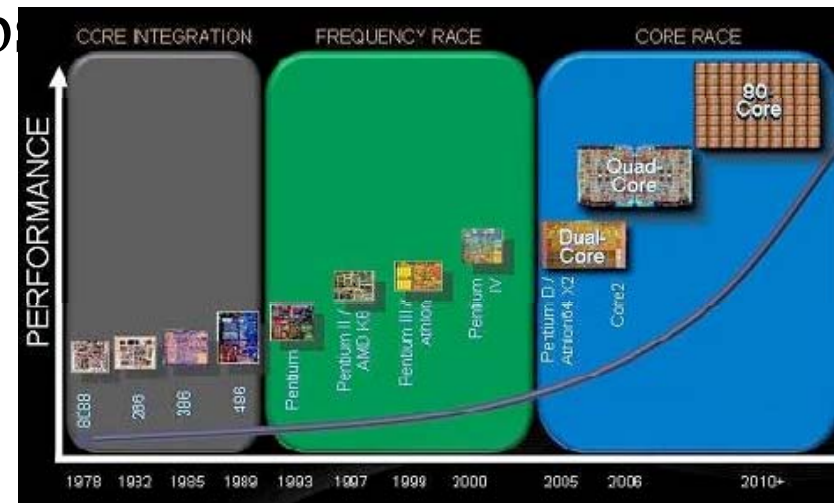 CORE INTEGRATION
FREQUENCY RACE
CORE RACE
PERFORMANCE
80-
Core
Quad-
Core
Dual-
Core
8088
286
386
486
Pentium
Pentium II /
AMD K6
Pentium III /
Athlon
Pentium
IV
Pentium D /
Athlon64 X2
Core2
1978 1982 1985 1989 1993 1997 1999 2000 2005 2006 2010+